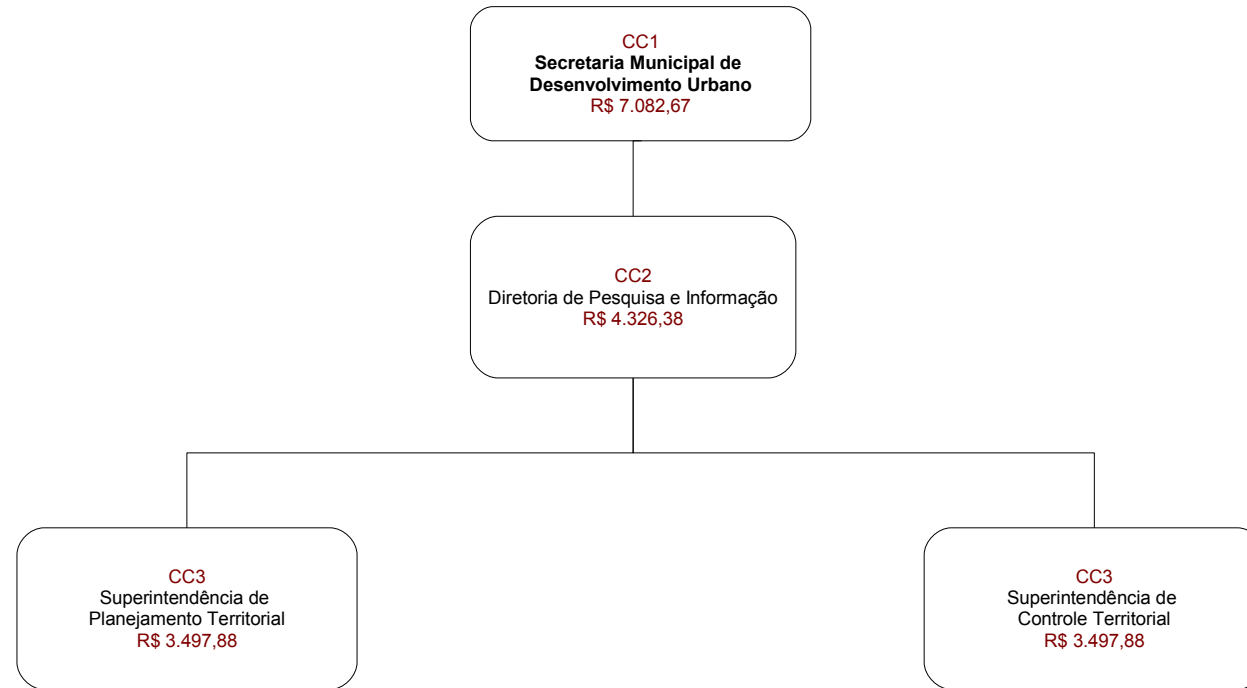 CC1
Secretaria Municipal de
Desenvolvimento Urbano
R$ 7.082,67
CC2
Diretoria de Pesquisa e Informação
R$ 4.326,38
CC3
Superintendência de
Planejamento Territorial
R$ 3.497,88
CC3
Superintendência de
Controle Territorial
R$ 3.497,88